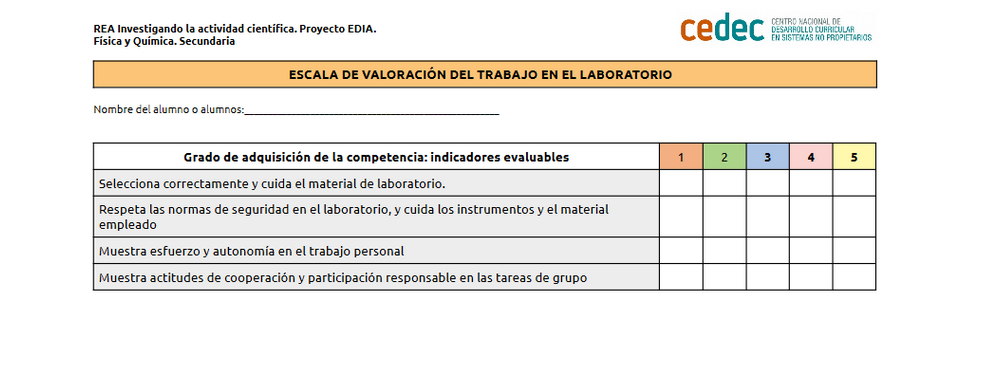 REA Investigando la actividad científica. Proyecto EDIA.
Física y Química. Secundaria
cedec
CENTRO NACIONAL DE
DESARROLLO CURRICULAR
EN SISTEMAS NO PROPIETARIOS
ESCALA DE VALORACIÓN DEL TRABAJO EN EL LABORATORIO
Nombre del alumno o alumnos:___________________________________________________
Grado de adquisición de la competencia: indicadores evaluables 1 2 3 4 5
Selecciona correctamente y cuida el material de laboratorio.
Respeta las normas de seguridad en el laboratorio, y cuida los instrumentos y el material
empleado
Muestra esfuerzo y autonomía en el trabajo personal
Muestra actitudes de cooperación y participación responsable en las tareas de grupo